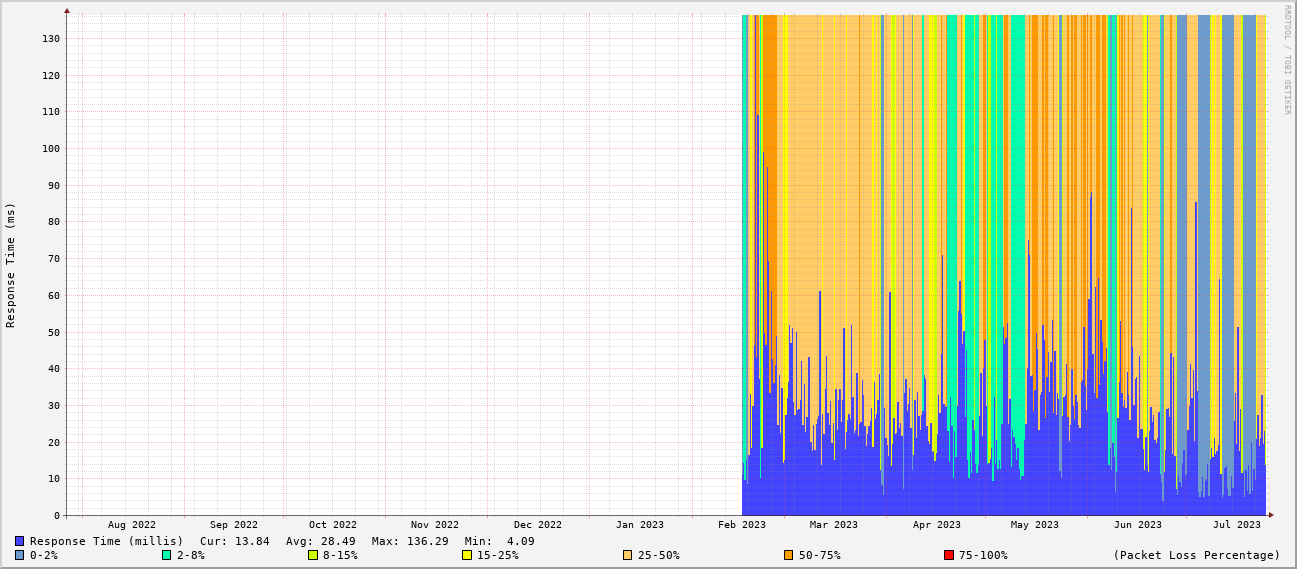 RRDTOOL / TOBI OETIKER
Response Time (ms)
130
120
110
100
90
80
70
60
50
40
30
20
10
0
Aug 2022 Sep 2022 Oct 2022 Nov 2022 Dec 2022 Jan 2023 Feb 2023 Mar 2023 Apr 2023 May 2023 Jun 2023 Jul 2023
Response Time (millis) Cur: 13.84 Avg: 28.49 Max: 136.29 Min: 4.09
0-2% 2-8% 8-15% 15-25% 25-50% 50-75% 75-100% (Packet Loss Percentage)